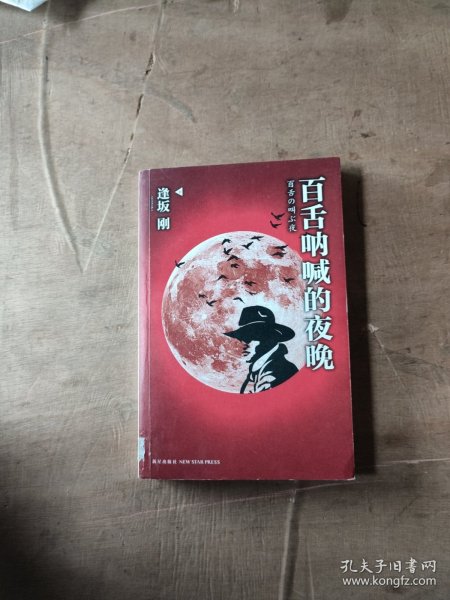 百舌呐喊的夜晚
百舌の叫ぶ夜
逢坂 刚
新星出版社 NEW STAR PRESS
孔夫子旧书网
www.kongfz.com